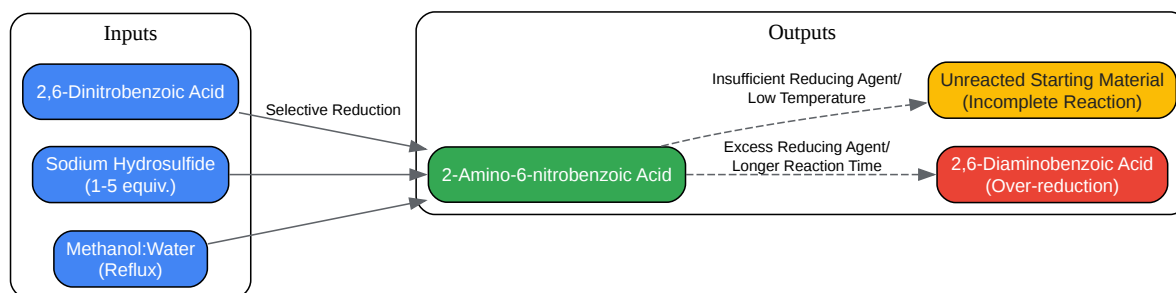 Inputs
Outputs
2,6-Dinitrobenzoic Acid
Selective Reduction
Sodium Hydrosulfide
(1-5 equiv.)
Methanol:Water
(Reflux)
2-Amino-6-nitrobenzoic Acid
Insufficient Reducing Agent/
Low Temperature
Unreacted Starting Material
(Incomplete Reaction)
Excess Reducing Agent/
Longer Reaction Time
2,6-Diaminobenzoic Acid
(Over-reduction)